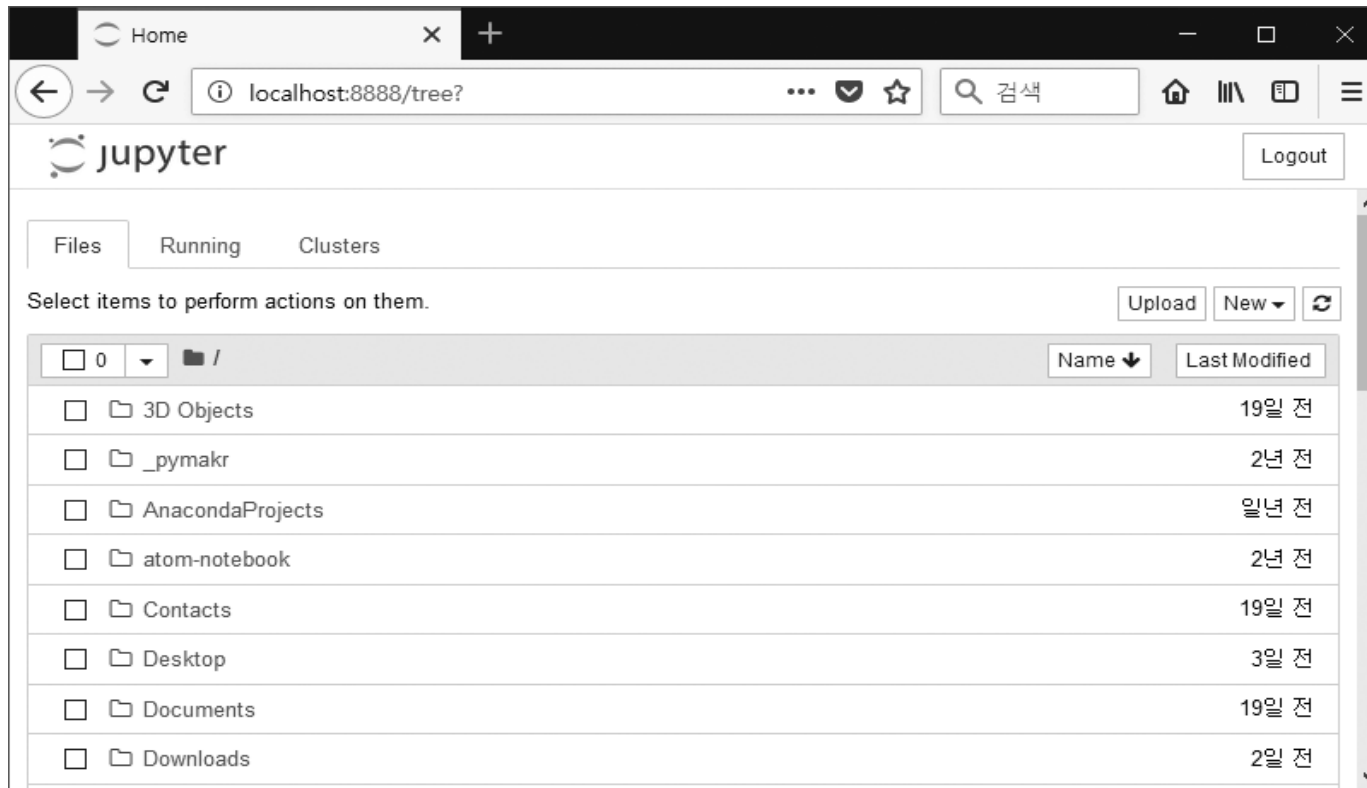 Home
localhost:8888/tree?
검색
jupyter
Logout
Files Running Clusters
Select items to perform actions on them.
Upload New
0 / Name Last Modified
3D Objects 19일 전
_pymakr 2년 전
AnacondaProjects 일년 전
atom-notebook 2년 전
Contacts 19일 전
Desktop 3일 전
Documents 19일 전
Downloads 2일 전